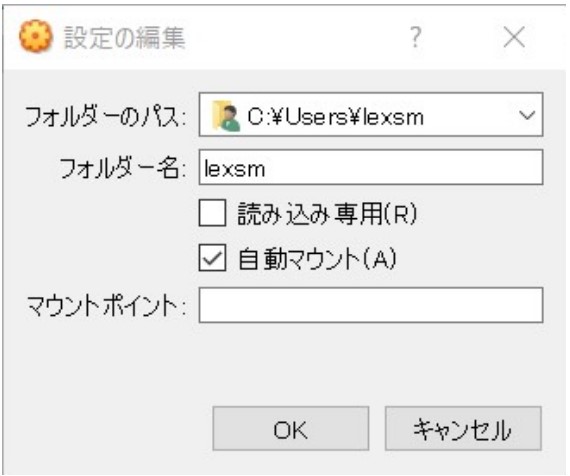 設定の編集
フォルダーのパス: C:¥Users¥lexsm
フォルダー名: lexsm
読み込み専用(R)
自動マウント(A)
マウントポイント:
OK キャンセル